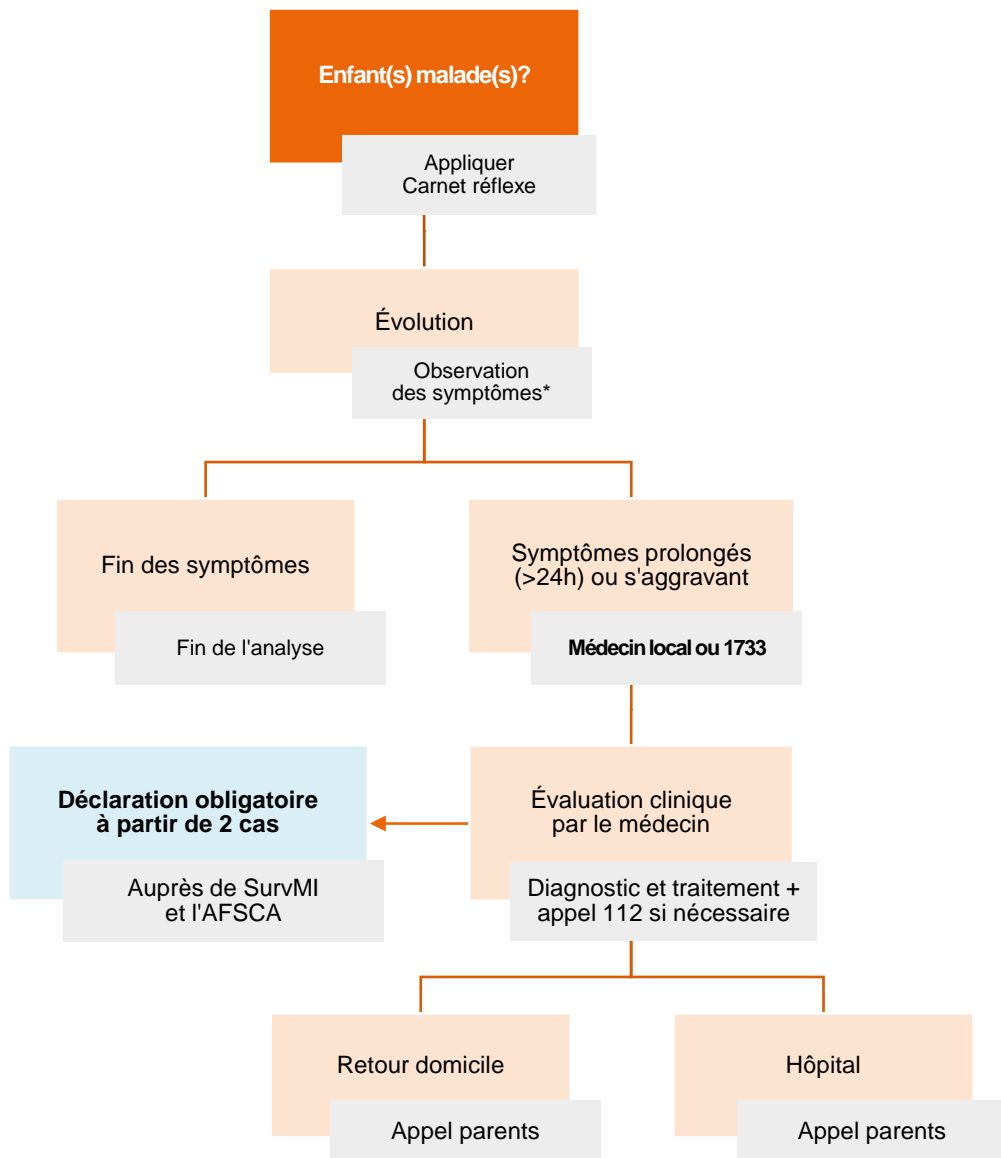 Enfant(s) malade(s)?
Appliquer
Carnet réflexe
Évolution
Observation
des symptômes*
Fin des symptômes
Fin de l'analyse
Symptômes prolongés
(>24h) ou s'aggravant
Médecin local ou 1733
Déclaration obligatoire
à partir de 2 cas
Auprès de SurvMI
et l'AFSCA
Évaluation clinique
par le médecin
Diagnostic et traitement +
appel 112 si nécessaire
Retour domicile
Appel parents
Hôpital
Appel parents